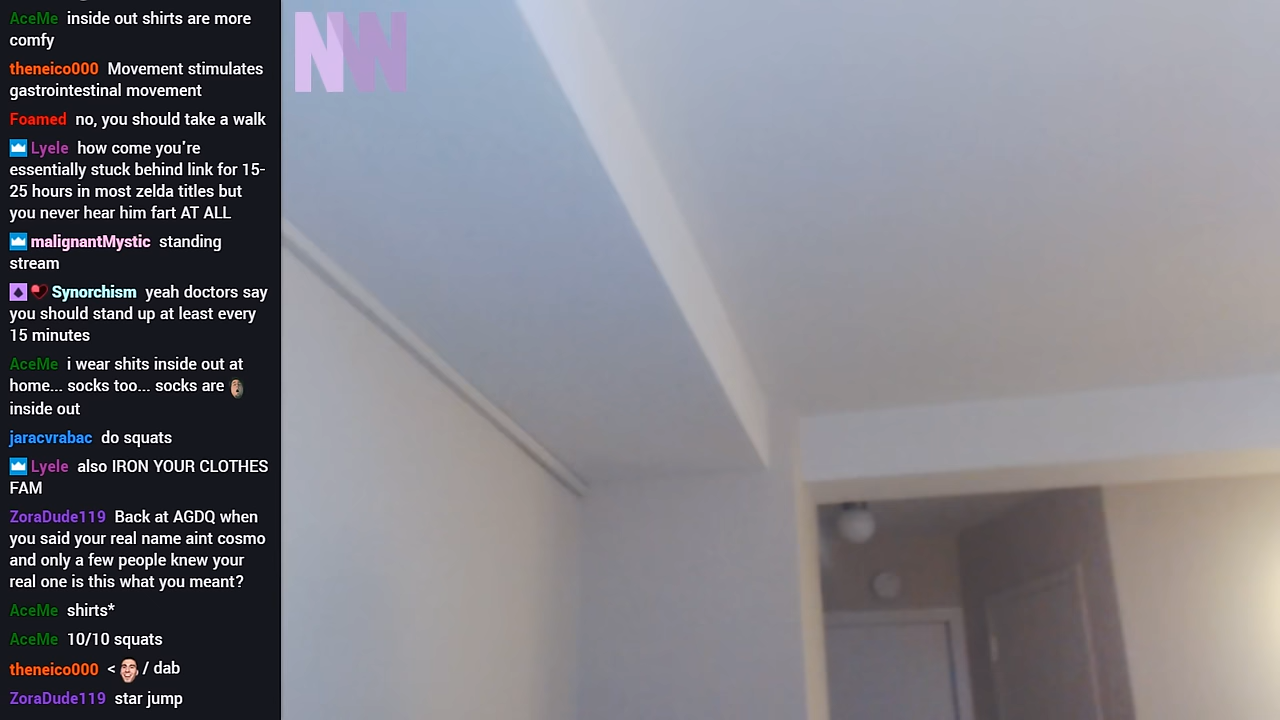 AceMe inside out shirts are more
comfy
theneico000 Movement stimulates
gastrointestinal movement
Foamed no, you should take a walk
Lyele how come you're
essentially stuck behind link for 15-
25 hours in most zelda titles but
you never hear him fart AT ALL
malignantMystic standing
stream
Synorchism yeah doctors say
you should stand up at least every
15 minutes
AceMe i wear shits inside out at
home... socks too... socks are
inside out
jaracvrabac do squats
Lyele also IRON YOUR CLOTHES
FAM
ZoraDude119 Back at AGDQ when
you said your real name aint cosmo
and only a few people knew your
real one is this what you meant?
AceMe shirts*
AceMe 10/10 squats
theneico000 < / dab
ZoraDude119 star jump
NW